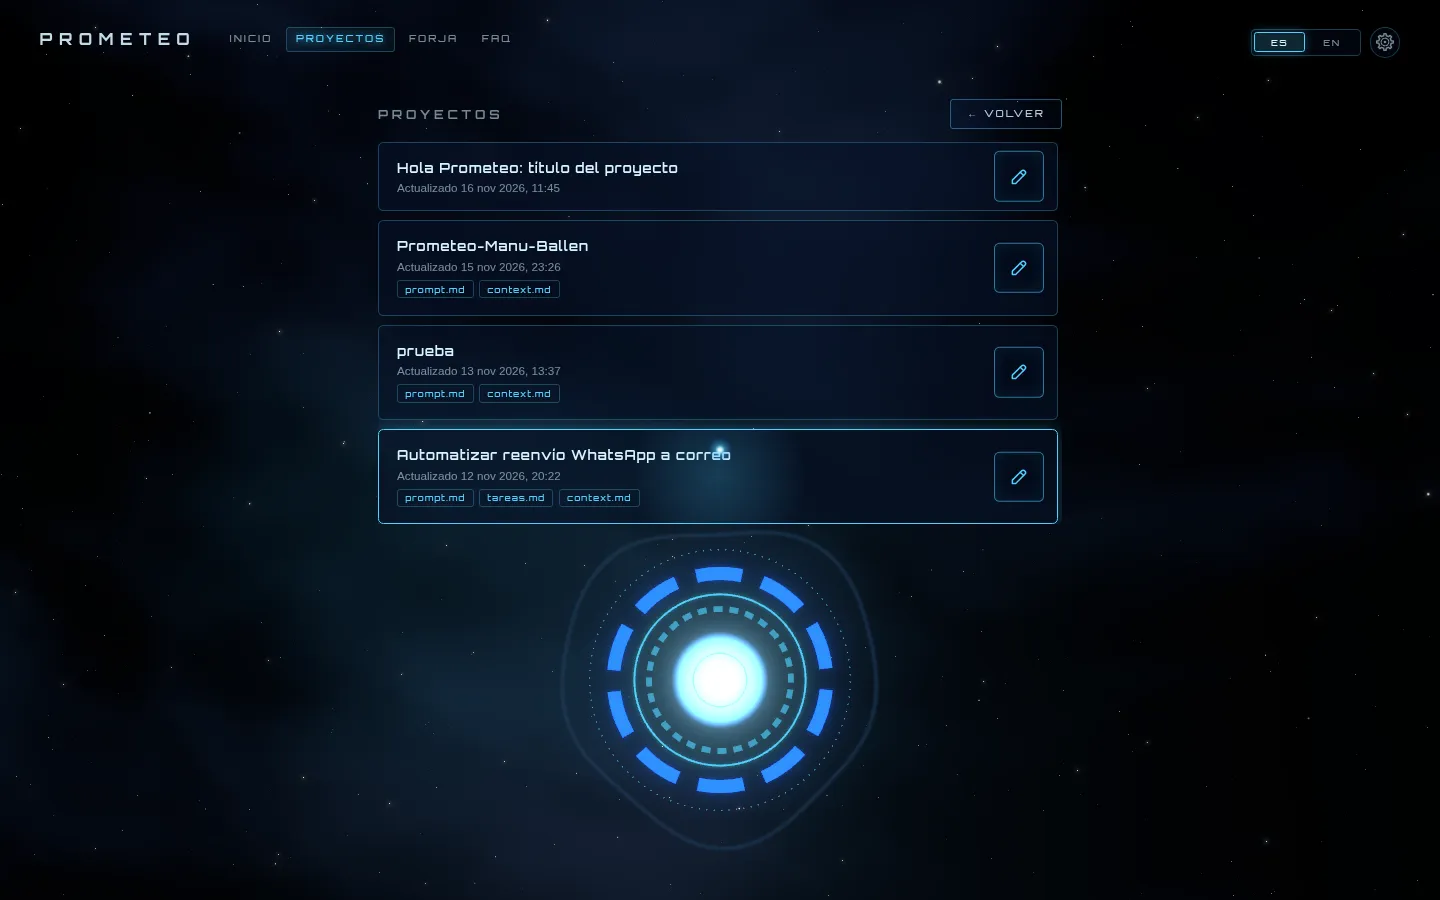 PROMETEO
INICIO
PROYECTOS
FORJA
FAQ
ES
EN
PROYECTOS
← VOLVER
Hola Prometeo: título del proyecto
Actualizado 16 nov 2026, 11:45
Prometeo-Manu-Ballen
Actualizado 15 nov 2026, 23:26
prompt.md
context.md
prueba
Actualizado 13 nov 2026, 13:37
prompt.md
context.md
Automatizar reenvío WhatsApp a correo
Actualizado 12 nov 2026, 20:22
prompt.md
tareas.md
context.md